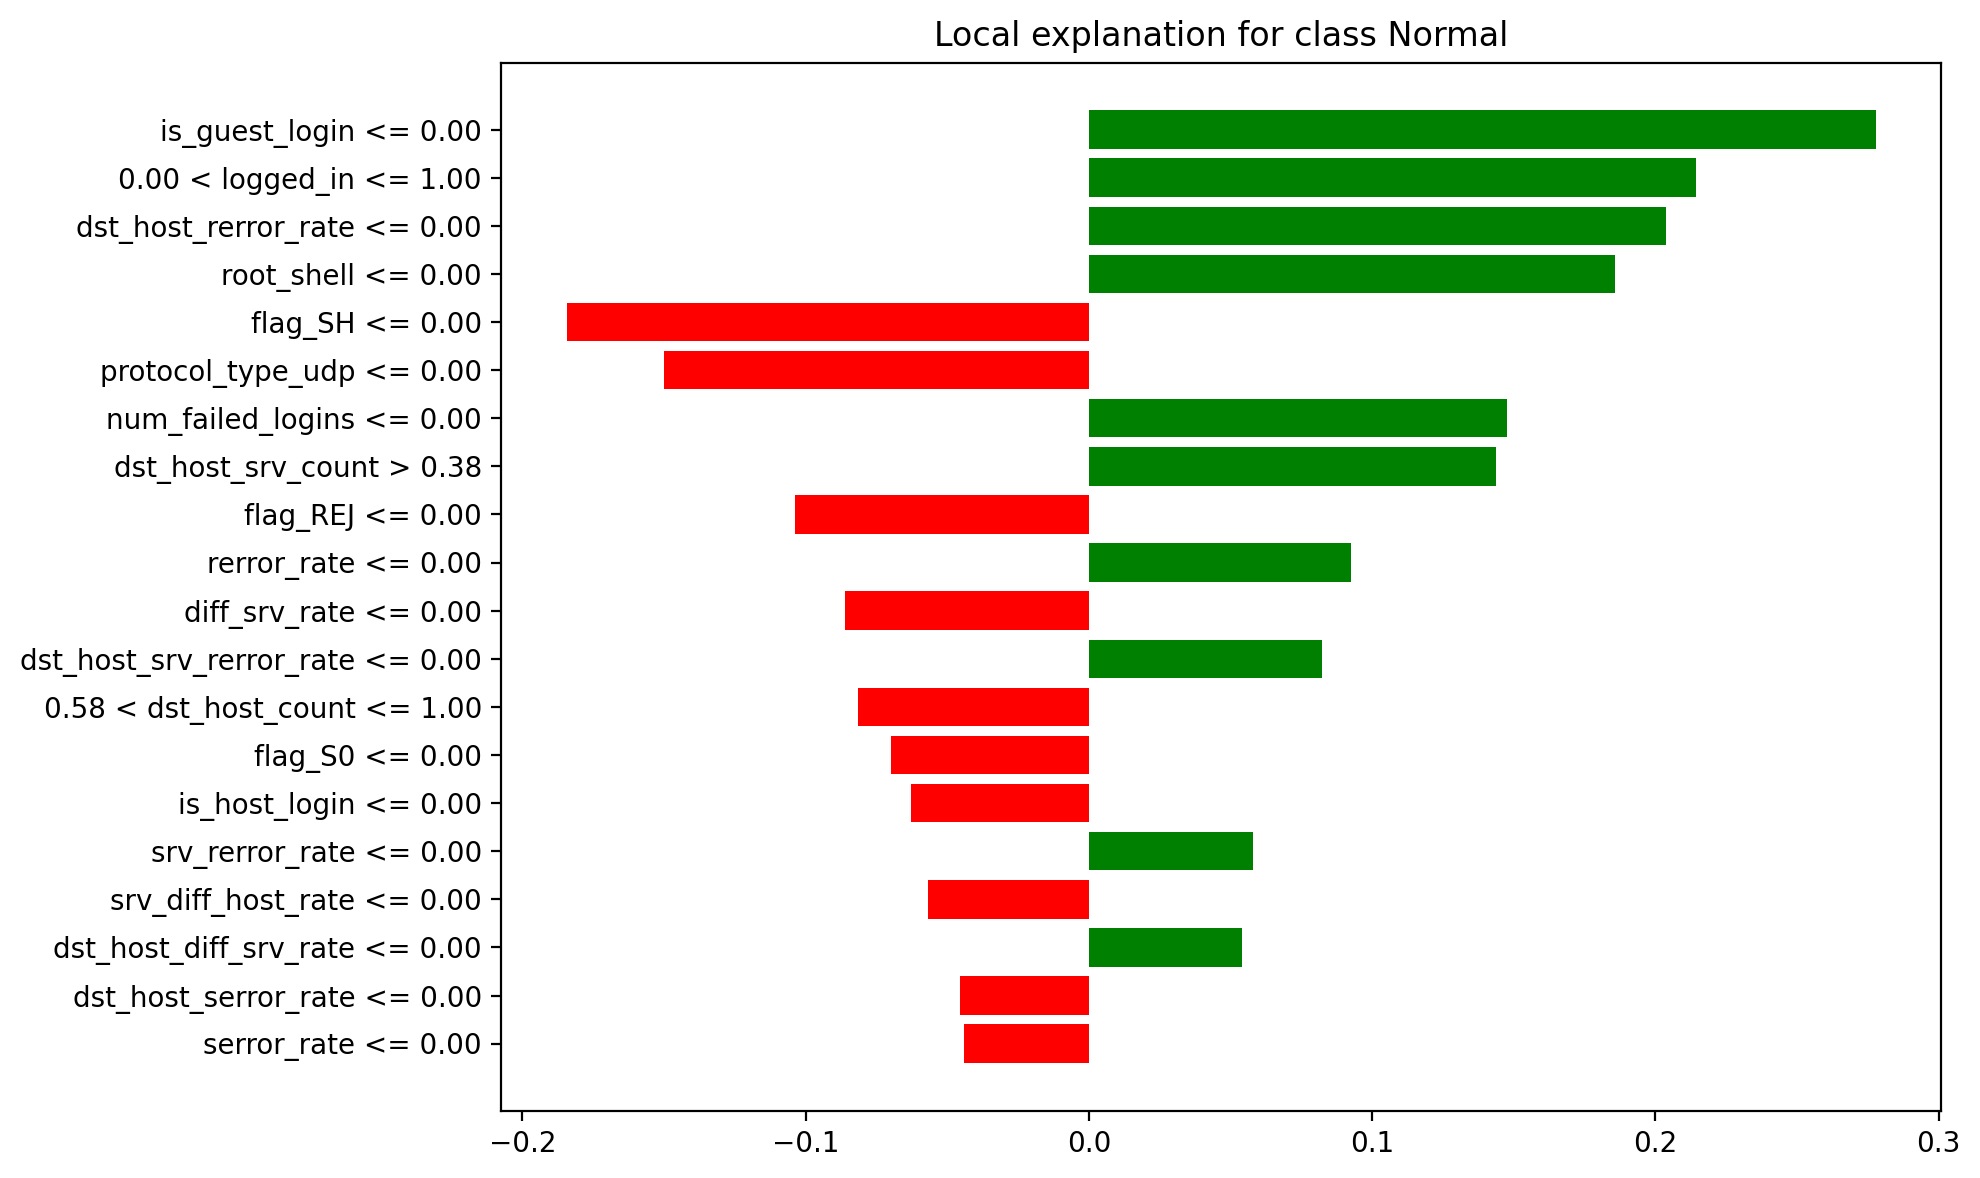 Local explanation for class Normal
is_guest_login <= 0.00
0.00 < logged_in <= 1.00
dst_host_rerror_rate <= 0.00
root_shell <= 0.00
flag_SH <= 0.00
protocol_type_udp <= 0.00
num_failed_logins <= 0.00
dst_host_srv_count > 0.38
flag_REJ <= 0.00
rerror_rate <= 0.00
diff_srv_rate <= 0.00
dst_host_srv_rerror_rate <= 0.00
0.58 < dst_host_count <= 1.00
flag_S0 <= 0.00
is_host_login <= 0.00
srv_rerror_rate <= 0.00
srv_diff_host_rate <= 0.00
dst_host_diff_srv_rate <= 0.00
dst_host_serror_rate <= 0.00
serror_rate <= 0.00
−0.2 −0.1 0.0 0.1 0.2 0.3